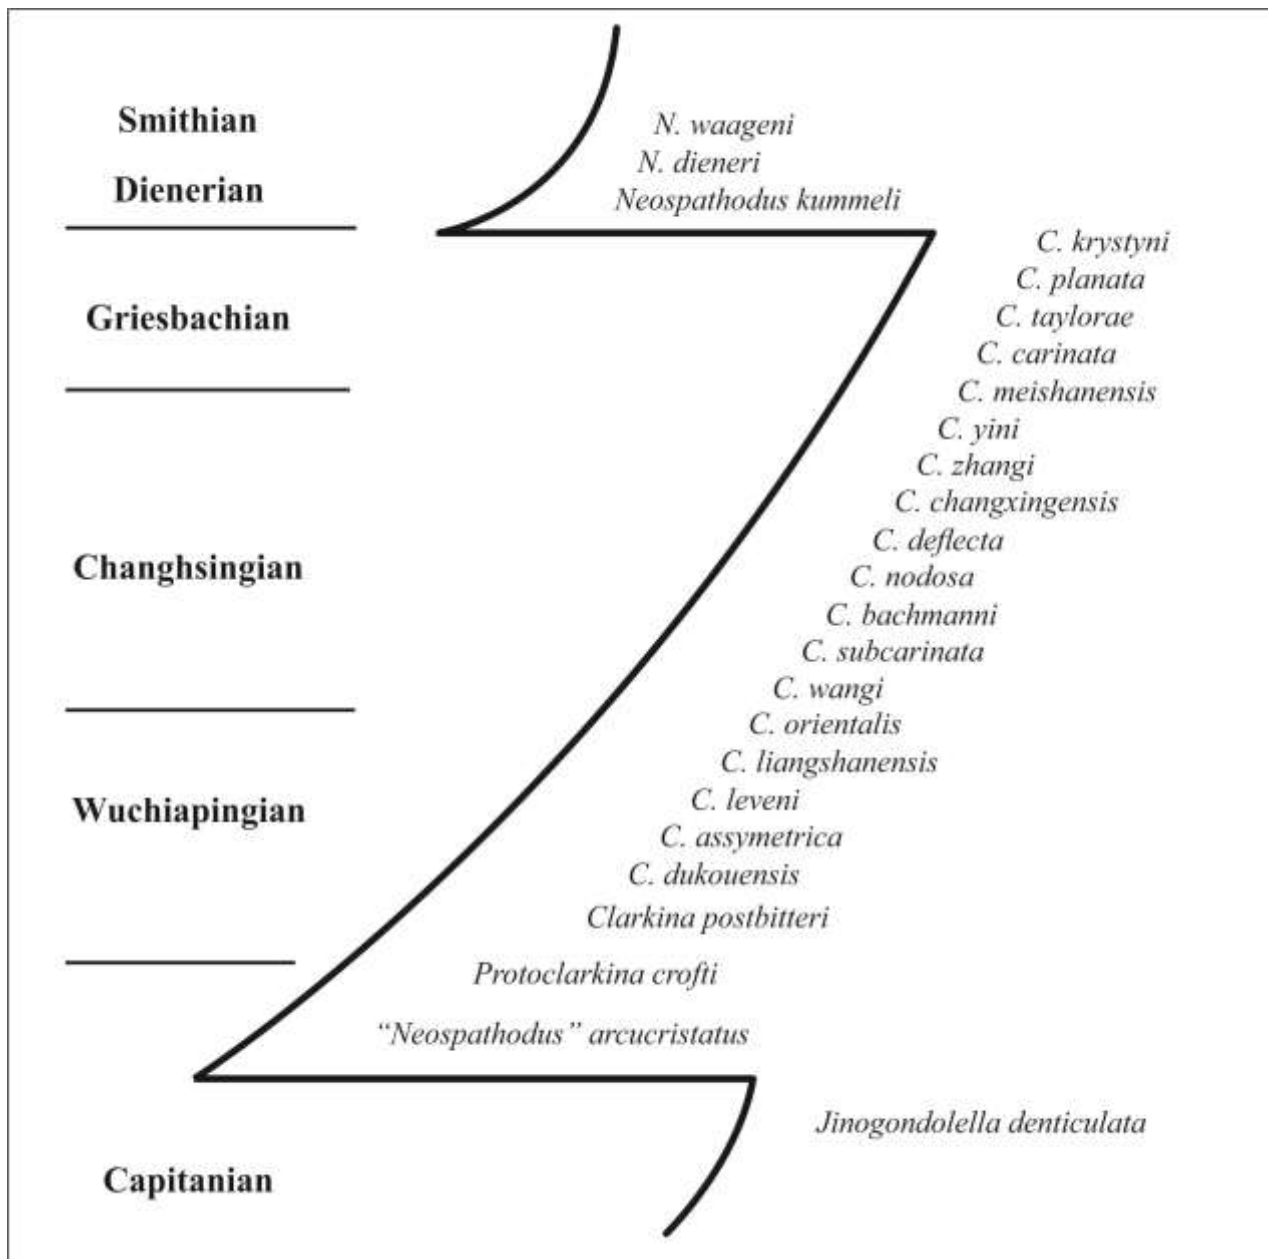 Smithian
N. waageni
N. dieneri
Dienerian
Neospathodus kummeli
C. krystyni
C. planata
Griesbachian
C. taylorae
C. carinata
C. meishanensis
C. yini
C. zhangi
C. changxingensis
C. deflecta
Changhsingian
C. nodosa
C. bachmanni
C. subcarinata
C. wangi
C. orientalis
C. liangshanensis
C. leveni
Wuchiapingian
C. assymetrica
C. dukouensis
Clarkina postbitteri
Protoclarkina crofti
“Neospathodus” arcucristatus
Jinogondolella denticulata
Capitanian